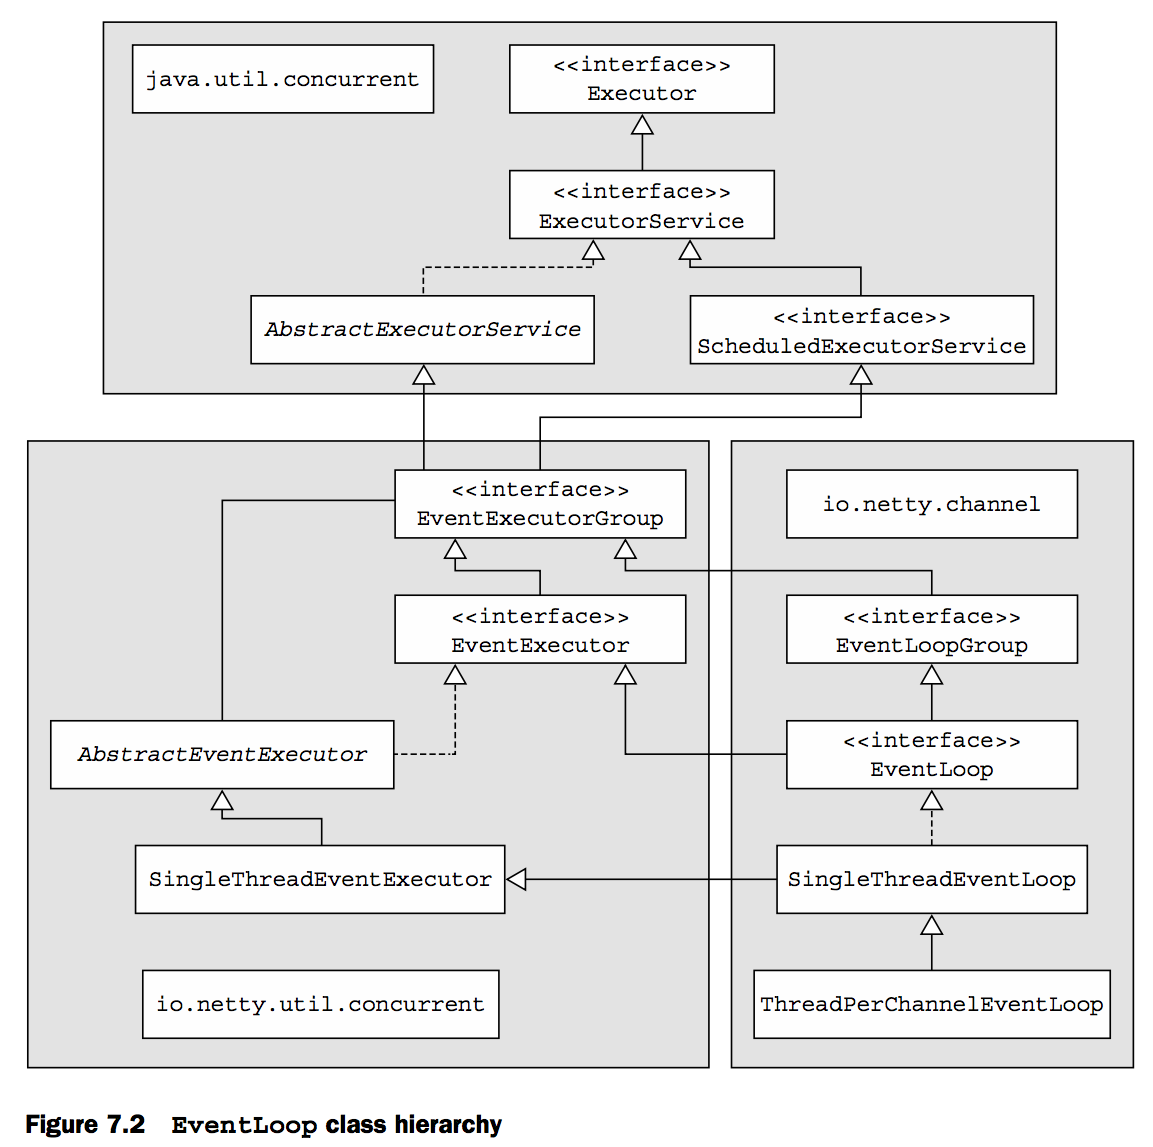 java.util.concurrent
<<interface>>
Executor
<<interface>>
ExecutorService
AbstractExecutorService
<<interface>>
ScheduledExecutorService
<<interface>>
EventExecutorGroup
io.netty.channel
<<interface>>
EventExecutor
<<interface>>
EventLoopGroup
AbstractEventExecutor
<<interface>>
EventLoop
SingleThreadEventExecutor
SingleThreadEventLoop
io.netty.util.concurrent
ThreadPerChannelEventLoop
Figure 7.2 EventLoop class hierarchy